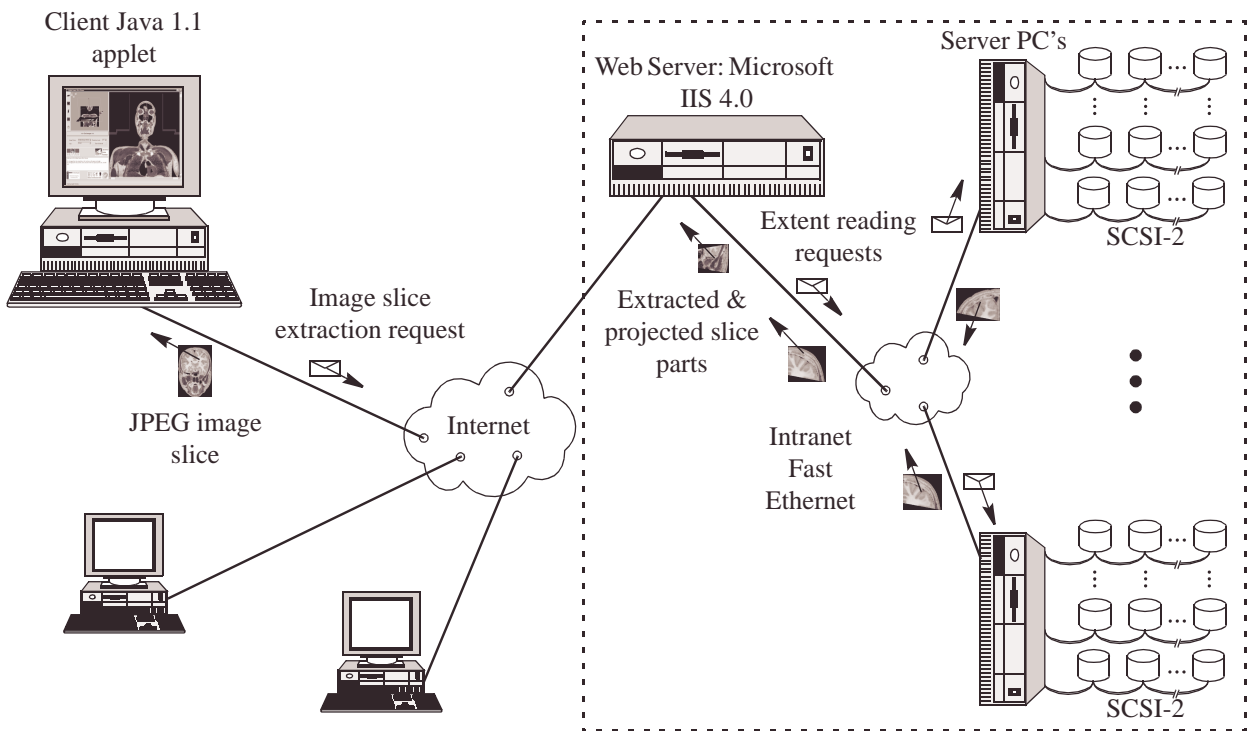 Client Java 1.1
applet
Web Server: Microsoft
IIS 4.0
Server PC's
SCSI-2
Extent reading
requests
Image slice
extraction request
Extracted &
projected slice
parts
JPEG image
slice
Internet
Intranet
Fast
Ethernet
SCSI-2